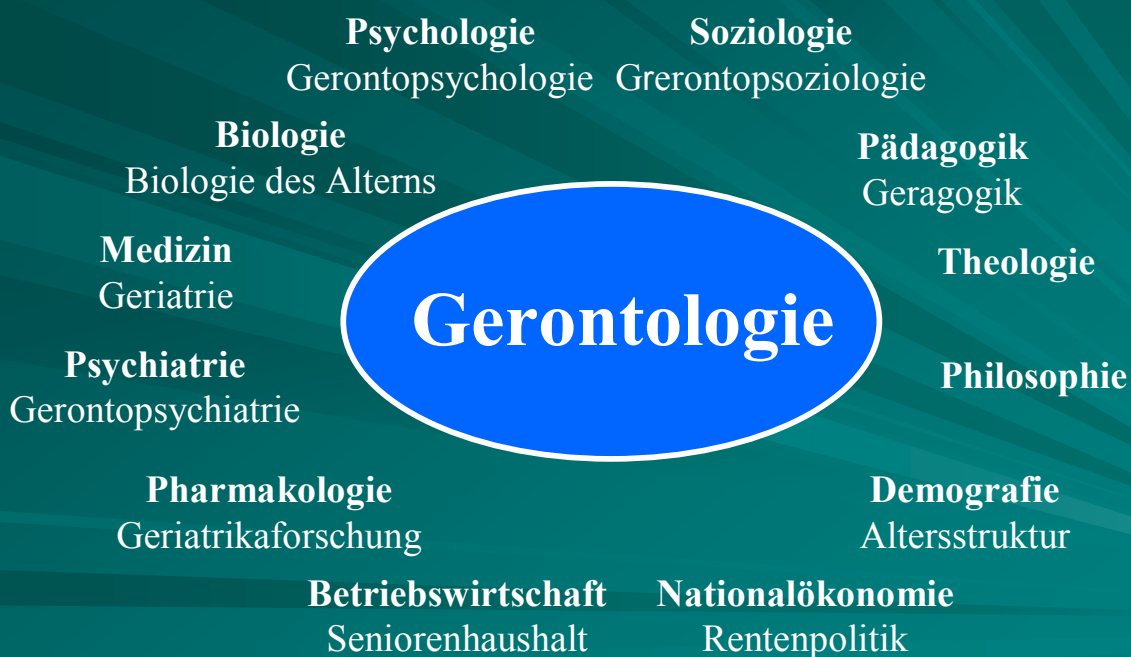 Psychologie
Gerontopsychologie
Soziologie
Grerontopsoziologie
Biologie
Biologie des Alterns
Pädagogik
Geragogik
Medizin
Geriatrie
Theologie
Gerontologie
Psychiatrie
Gerontopsychiatrie
Philosophie
Pharmakologie
Geriatrikaforschung
Demografie
Altersstruktur
Betriebswirtschaft
Seniorenhaushalt
Nationalökonomie
Rentenpolitik